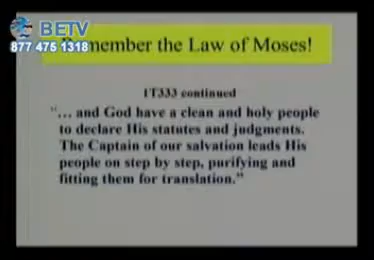 BETV
877 475 1318
Remember the Law of Moses!
1T333 continued
"... and God have a clean and holy people
to declare His statutes and judgments.
The Captain of our salvation leads His
people on step by step, purifying and
fitting them for translation."